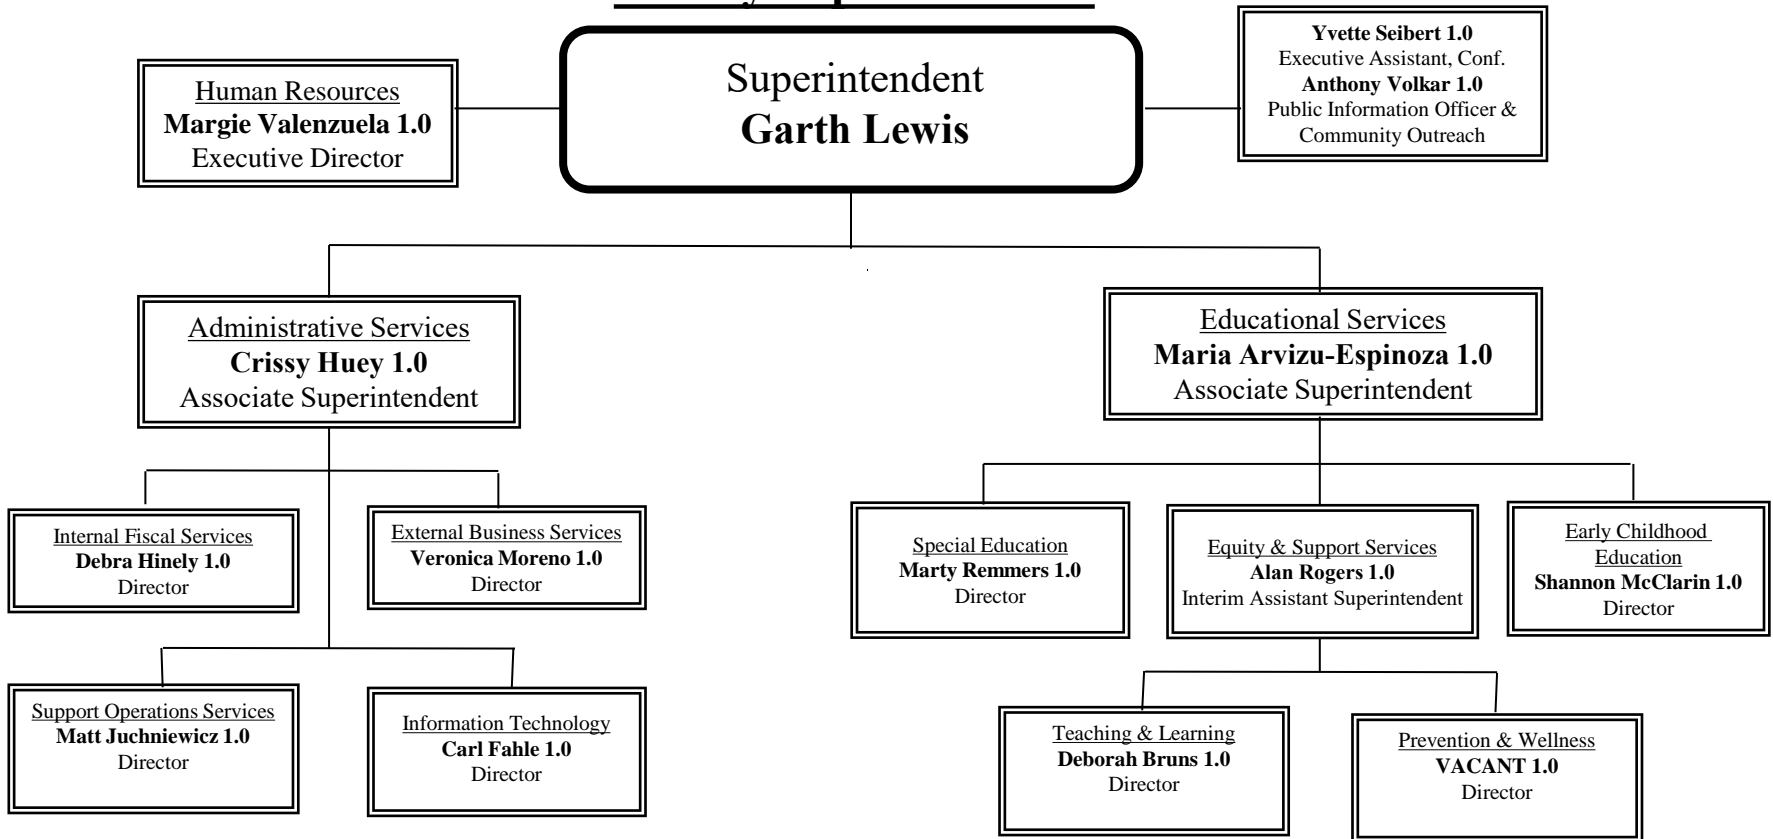 Human Resources
Margie Valenzuela 1.0
Executive Director
Superintendent
Garth Lewis
Yvette Seibert 1.0
Executive Assistant, Conf.
Anthony Volkar 1.0
Public Information Officer &
Community Outreach
Administrative Services
Crissy Huey 1.0
Associate Superintendent
Educational Services
Maria Arvizu-Espinoza 1.0
Associate Superintendent
Internal Fiscal Services
Debra Hinely 1.0
Director
External Business Services
Veronica Moreno 1.0
Director
Special Education
Marty Remmers 1.0
Director
Equity & Support Services
Alan Rogers 1.0
Interim Assistant Superintendent
Early Childhood
Education
Shannon McClarin 1.0
Director
Support Operations Services
Matt Juchniewicz 1.0
Director
Information Technology
Carl Fahle 1.0
Director
Teaching & Learning
Deborah Bruns 1.0
Director
Prevention & Wellness
VACANT 1.0
Director